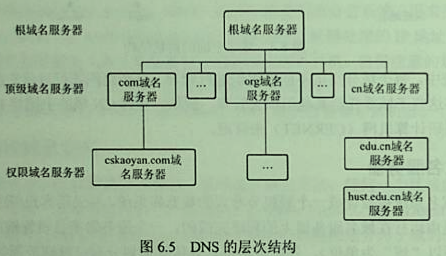 根域名服务器
根域名服务器
顶级域名服务器
com域名
服务器
...
org域名
服务器
...
cn域名服务器
权限域名服务器
cskaoyan.com域
名服务器
...
edu.cn域名
服务器
hust.edu.cn域名
服务器
图 6.5 DNS 的层次结构